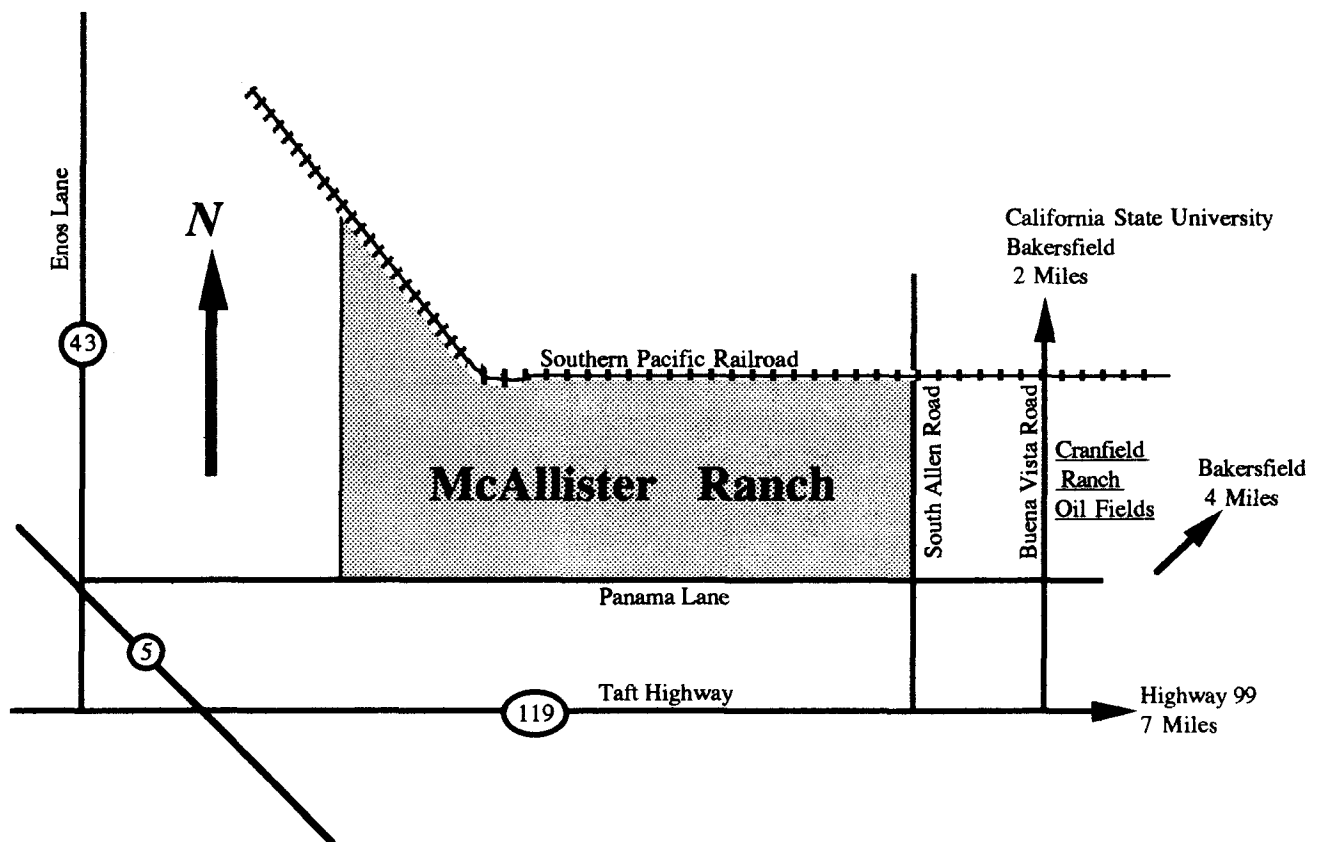 Enos Lane
N
43
California State University
Bakersfield
2 Miles
Southern Pacific Railroad
McAllister Ranch
South Allen Road
Buena Vista Road
Cranfield
Ranch
Oil Fields
Bakersfield
4 Miles
Panama Lane
5
Taft Highway
119
Highway 99
7 Miles